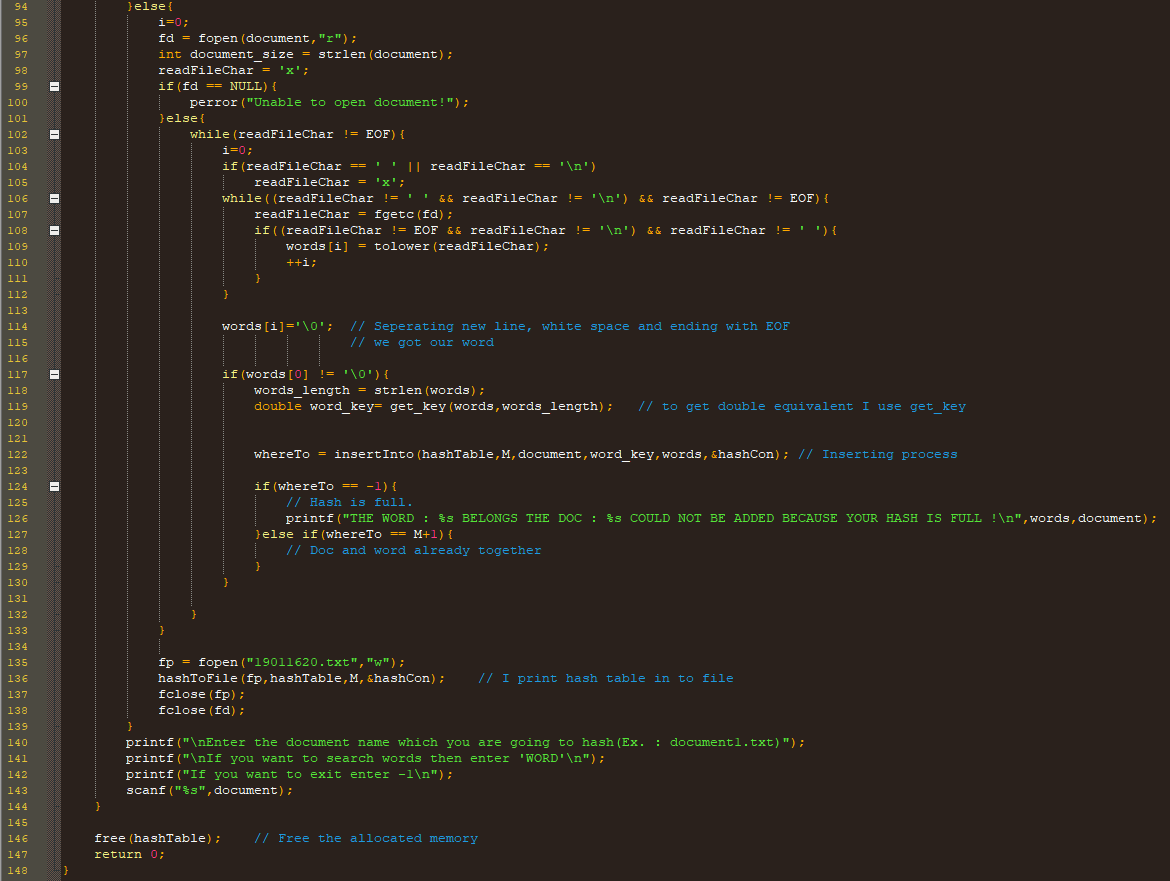 94 }else{
95 i=0;
96 fd = fopen(document,"r");
97 int document_size = strlen(document);
98 readFileChar = 'x';
99 if(fd == NULL){
100 perror("Unable to open document!");
101 }else{
102 while(readFileChar != EOF){
103 i=0;
104 if(readFileChar == ' ' || readFileChar == '\n')
105 readFileChar = 'x';
106 while((readFileChar != ' ' && readFileChar != '\n') && readFileChar != EOF){
107 readFileChar = fgetc(fd);
108 if((readFileChar != EOF && readFileChar != '\n') && readFileChar != ' '){
109 words[i] = tolower(readFileChar);
110 ++i;
111 }
112 }
113
114 words[i]='\0'; // Seperating new line, white space and ending with EOF
115 // we got our word
116
117 if(words[0] != '\0'){
118 words_length = strlen(words);
119 double word_key= get_key(words,words_length); // to get double equivalent I use get_key
120
121
122 whereTo = insertInto(hashTable,M,document,word_key,words,&hashCon); // Inserting process
123
124 if(whereTo == -1){
125 // Hash is full.
126 printf("THE WORD : %s BELONGS THE DOC : %s COULD NOT BE ADDED BECAUSE YOUR HASH IS FULL !\n",words,document);
127 }else if(whereTo == M+1){
128 // Doc and word already together
129 }
130 }
131
132 }
133 }
134
135 fp = fopen("19011620.txt","w");
136 hashToFile(fp,hashTable,M,&hashCon); // I print hash table in to file
137 fclose(fp);
138 fclose(fd);
139 }
140 printf("\nEnter the document name which you are going to hash(Ex. : document1.txt)");
141 printf("\nIf you want to search words then enter 'WORD'\n");
142 printf("If you want to exit enter -1\n");
143 scanf("%s",document);
144 }
145
146 free(hashTable); // Free the allocated memory
147 return 0;
148 }